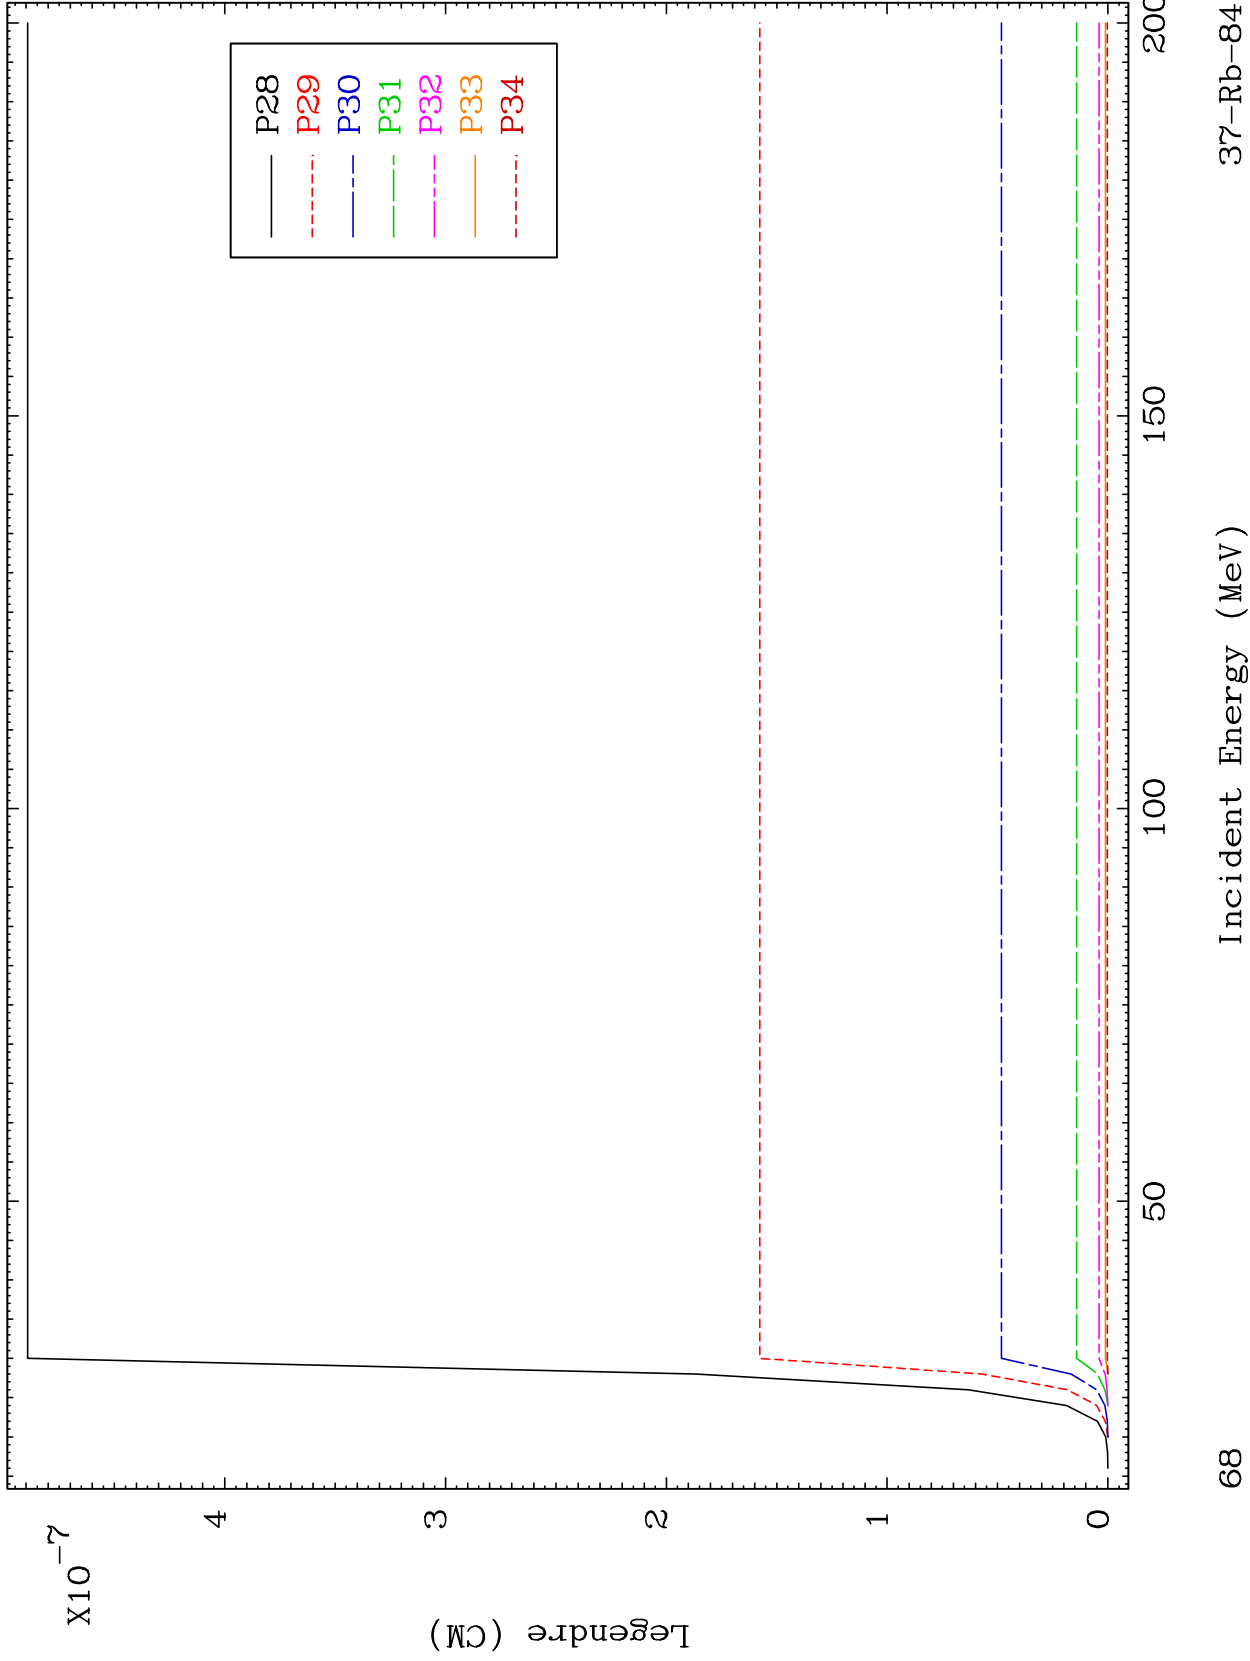 X10-7
4
3
2
1
0
Legendre (CM)
P28
P29
P30
P31
P32
P33
P34
50
100
150
200
Incident Energy (MeV)
68
37-Rb-84